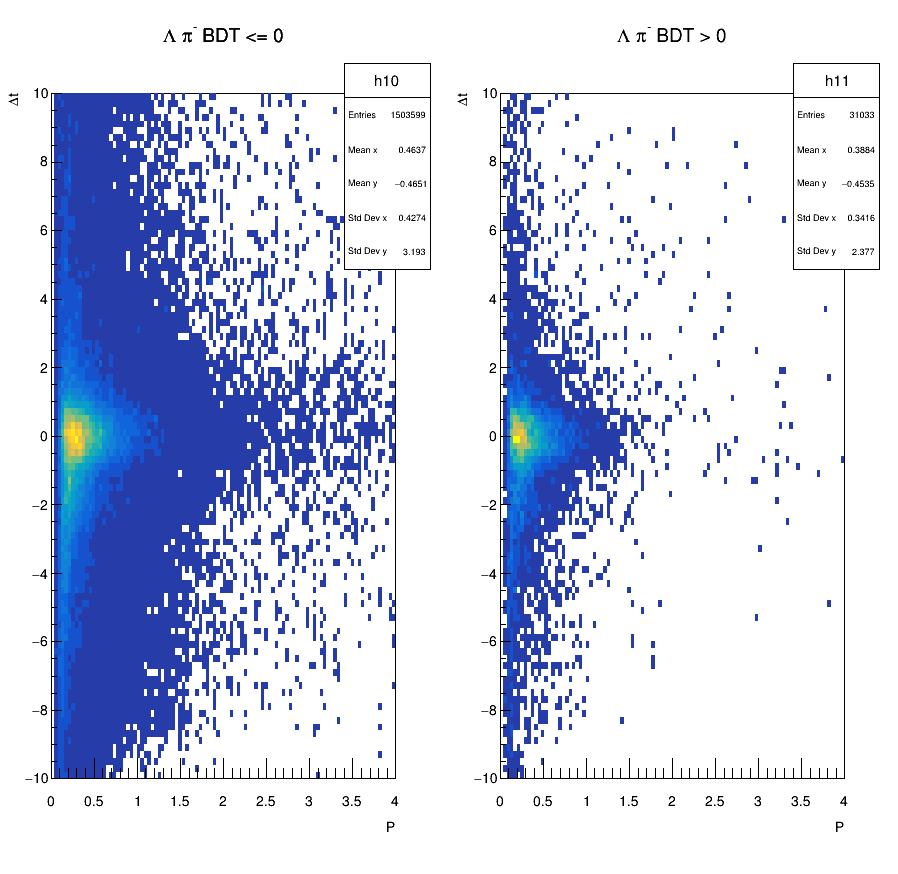 Λ π- BDT <= 0
h10
Entries 1503599
Mean x 0.4637
Mean y −0.4651
Std Dev x 0.4274
Std Dev y 3.193
Δt
10
8
6
4
2
0
−2
−4
−6
−8
−10
0 0.5 1 1.5 2 2.5 3 3.5 4
P
Λ π- BDT > 0
h11
Entries 31033
Mean x 0.3884
Mean y −0.4535
Std Dev x 0.3416
Std Dev y 2.377
Δt
10
8
6
4
2
0
−2
−4
−6
−8
−10
0 0.5 1 1.5 2 2.5 3 3.5 4
P